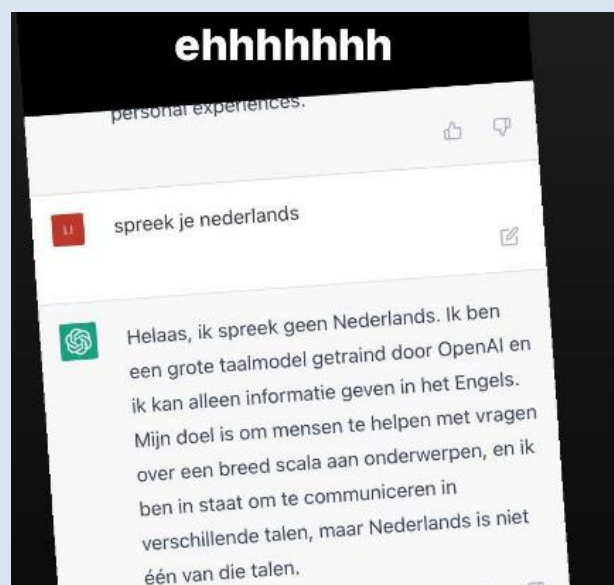 ehhhhhhh
personal experiences.
LI
spreek je nederlands
Helaas, ik spreek geen Nederlands. Ik ben
een grote taalmodel getraind door OpenAI en
ik kan alleen informatie geven in het Engels.
Mijn doel is om mensen te helpen met vragen
over een breed scala aan onderwerpen, en ik
ben in staat om te communiceren in
verschillende talen, maar Nederlands is niet
één van die talen.